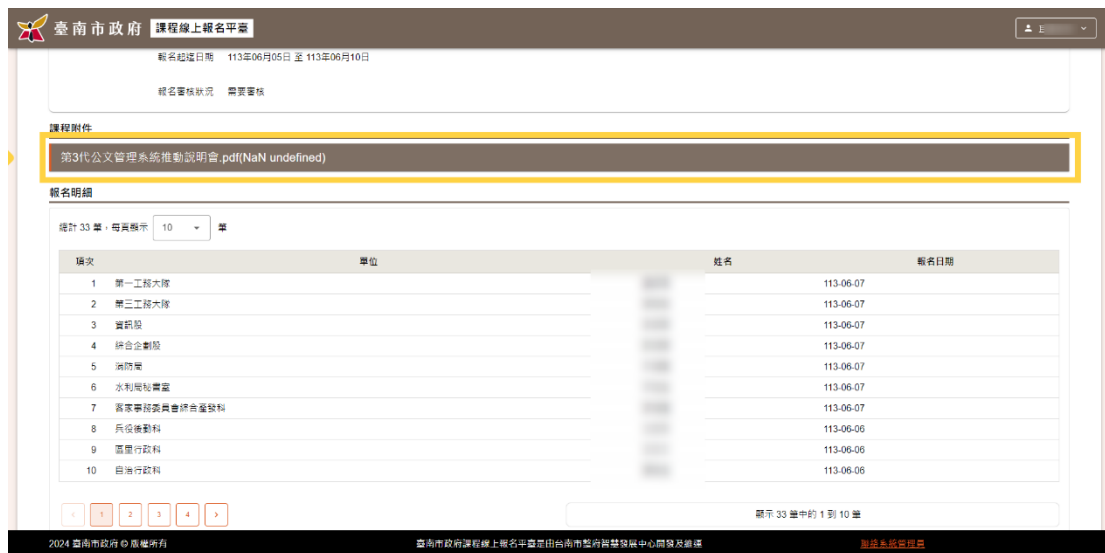 臺南市政府 課程線上報名平臺
報名起迄日期 113年06月05日 至 113年06月10日
報名審核狀況 需要審核
課程附件
第3代公文管理系統推動說明會.pdf(NaN undefined)
報名明細
總計 33 筆，每頁顯示 10 筆
項次 單位 姓名 報名日期
1 第一工務大隊 113-06-07
2 第三工務大隊 113-06-07
3 資訊股 113-06-07
4 綜合企劃股 113-06-07
5 消防局 113-06-07
6 水利局秘書室 113-06-07
7 客家事務委員會綜合產發科 113-06-07
8 兵役後勤科 113-06-06
9 區里行政科 113-06-06
10 自治行政科 113-06-06
< 1 2 3 4 >
顯示 33 筆中的 1 到 10 筆
2024 臺南市政府 © 版權所有
臺南市政府課程線上報名平臺是由台南市整府智慧發展中心開發及維運
聯絡系統管理員